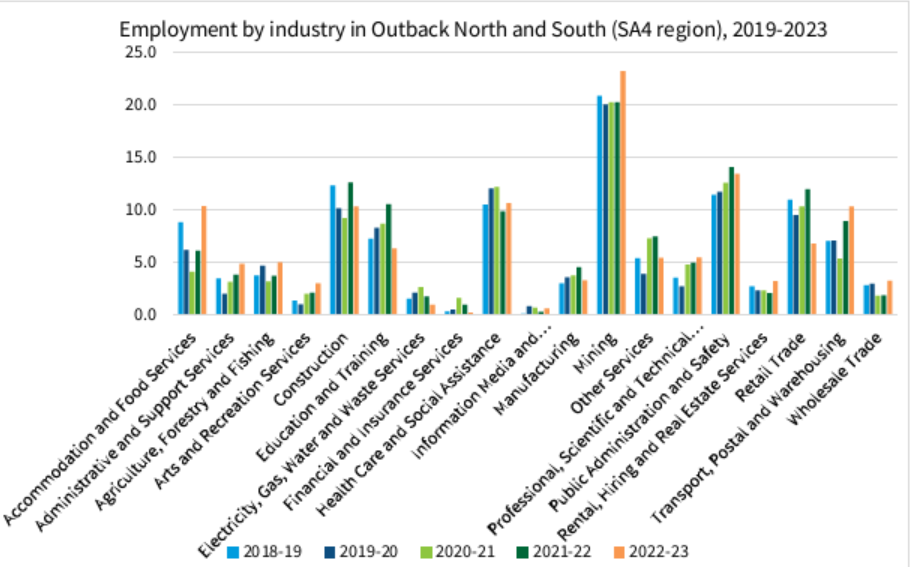 Employment by industry in Outback North and South (SA4 region), 2019-2023
25.0
20.0
15.0
10.0
5.0
0.0
Accommodation and Food Services
Administrative and Support Services
Agriculture, Forestry and Fishing
Arts and Recreation Services
Construction
Education and Training
Electricity, Gas, Water and Waste Services
Financial and Insurance Services
Health Care and Social Assistance
Information Media and...
Manufacturing
Mining
Other Services
Professional, Scientific and Technical...
Public Administration and Safety
Rental, Hiring and Real Estate Services
Retail Trade
Transport, Postal and Warehousing
Wholesale Trade
2018-19 2019-20 2020-21 2021-22 2022-23